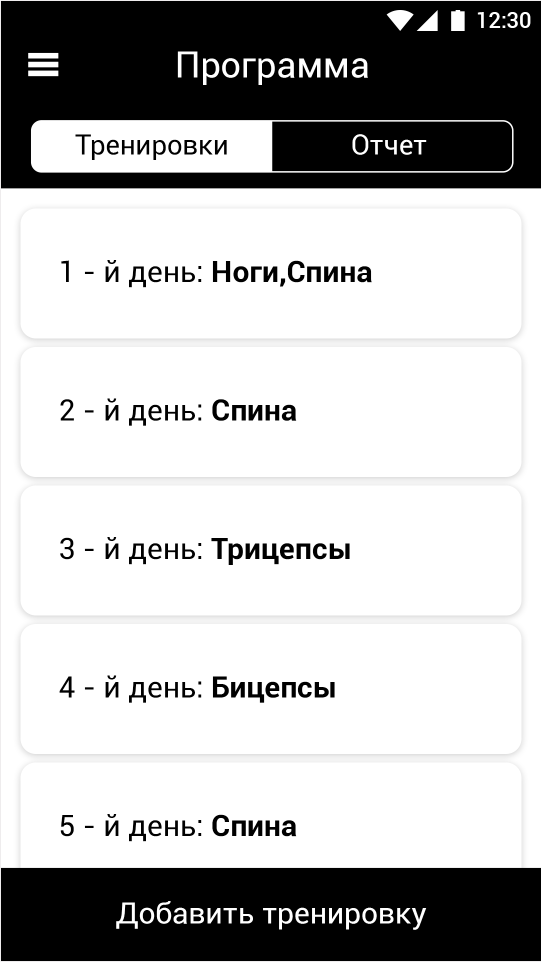 12:30
Программа
Тренировки
Отчет
1 - й день: Ноги,Спина
2 - й день: Спина
3 - й день: Трицепсы
4 - й день: Бицепсы
5 - й день: Спина
Добавить тренировку